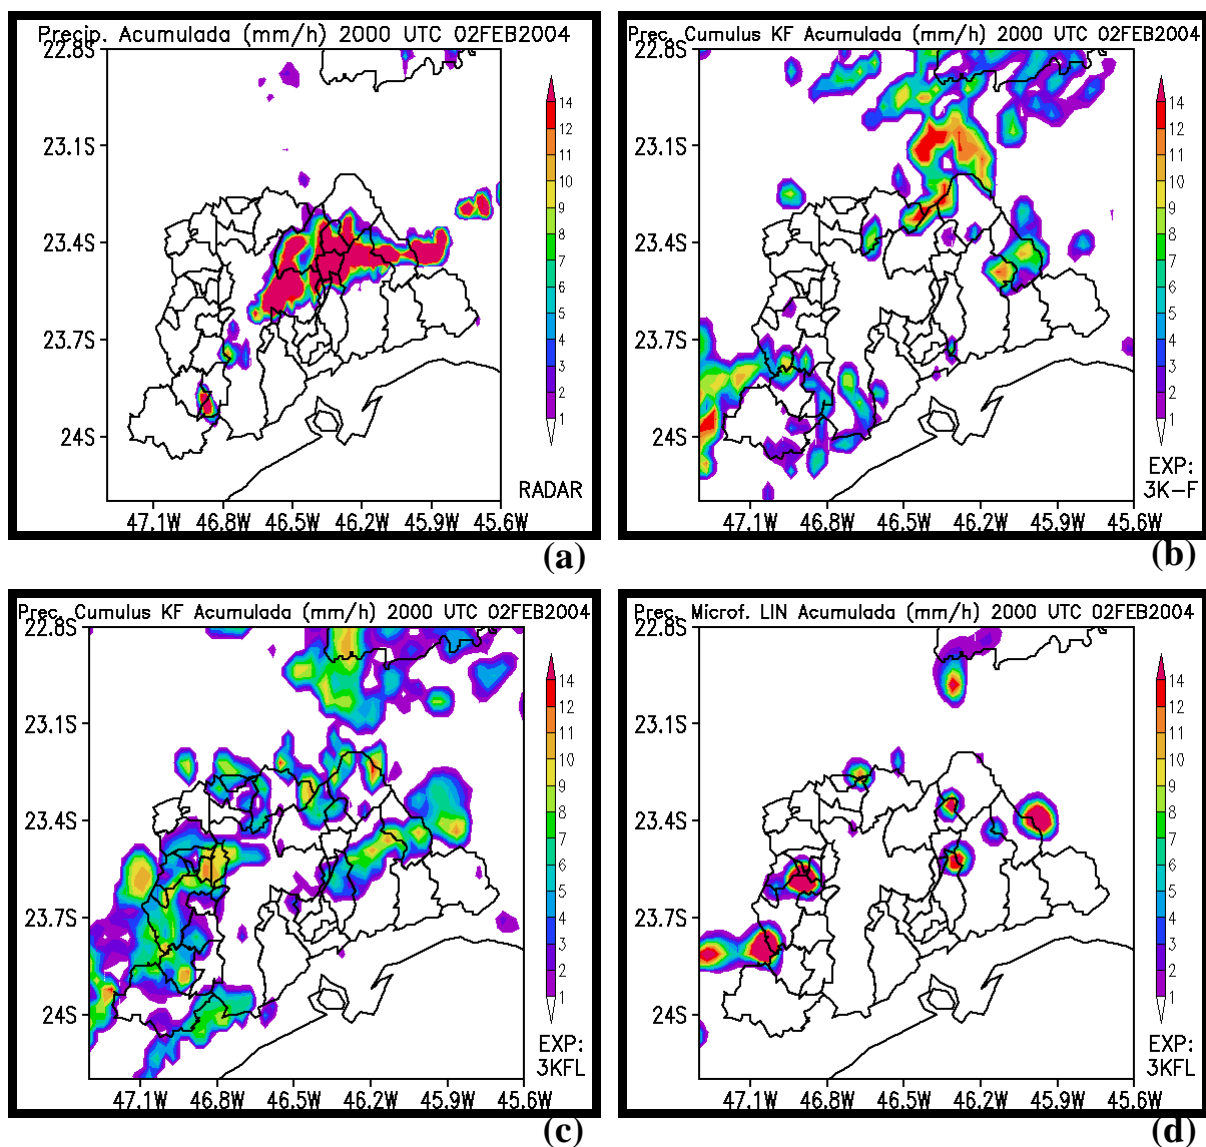 Precip. Acumulada (mm/h) 2000 UTC 02FEB2004
22.8S
23.1S
23.4S
23.7S
24S
47.1W 46.8W 46.5W 46.2W 45.9W 45.6W
14
12
11
10
9
8
7
6
5
4
3
2
1
RADAR
(a)
Prec. Cumulus KF Acumulada (mm/h) 2000 UTC 02FEB2004
22.8S
23.1S
23.4S
23.7S
24S
47.1W 46.8W 46.5W 46.2W 45.9W 45.6W
14
12
11
10
9
8
7
6
5
4
3
2
1
EXP:
3K-F
(b)
Prec. Cumulus KF Acumulada (mm/h) 2000 UTC 02FEB2004
22.8S
23.1S
23.4S
23.7S
24S
47.1W 46.8W 46.5W 46.2W 45.9W 45.6W
14
12
11
10
9
8
7
6
5
4
3
2
1
EXP:
3KFL
(c)
Prec. Microf. LIN Acumulada (mm/h) 2000 UTC 02FEB2004
22.8S
23.1S
23.4S
23.7S
24S
47.1W 46.8W 46.5W 46.2W 45.9W 45.6W
14
12
11
10
9
8
7
6
5
4
3
2
1
EXP:
3KFL
(d)